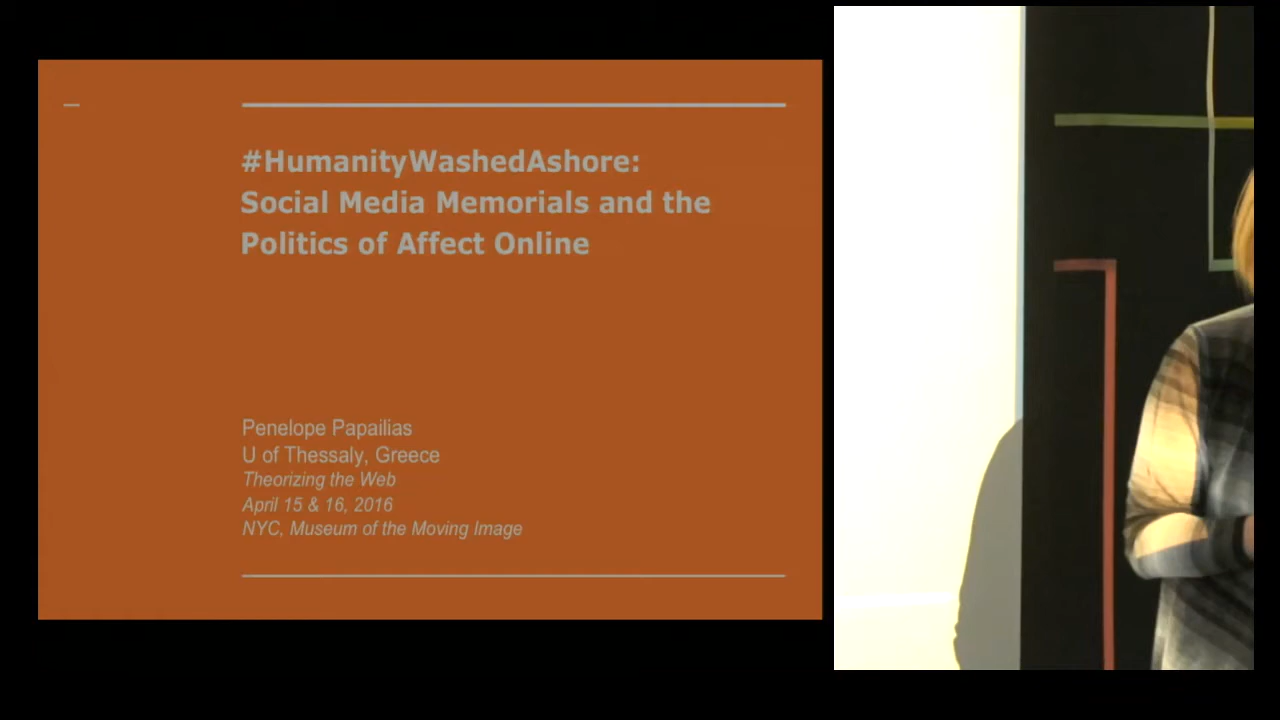 #HumanityWashedAshore:
Social Media Memorials and the
Politics of Affect Online
Penelope Papailias
U of Thessaly, Greece
Theorizing the Web
April 15 & 16, 2016
NYC, Museum of the Moving Image